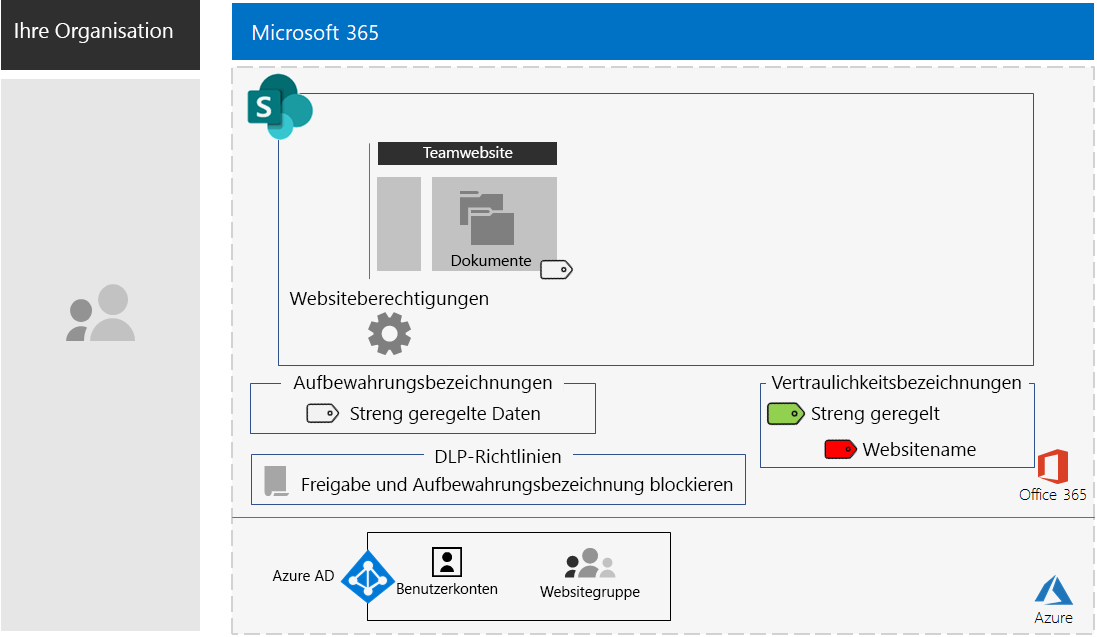 Ihre Organisation
Microsoft 365
S
Teamwebsite
Dokumente
Websiteberechtigungen
Aufbewahrungsbezeichnungen
Streng geregelte Daten
Vertraulichkeitsbezeichnungen
Streng geregelt
Websitename
DLP-Richtlinien
Freigabe und Aufbewahrungsbezeichnung blockieren
Office 365
Azure AD
Benutzerkonten
Websitegruppe
Azure